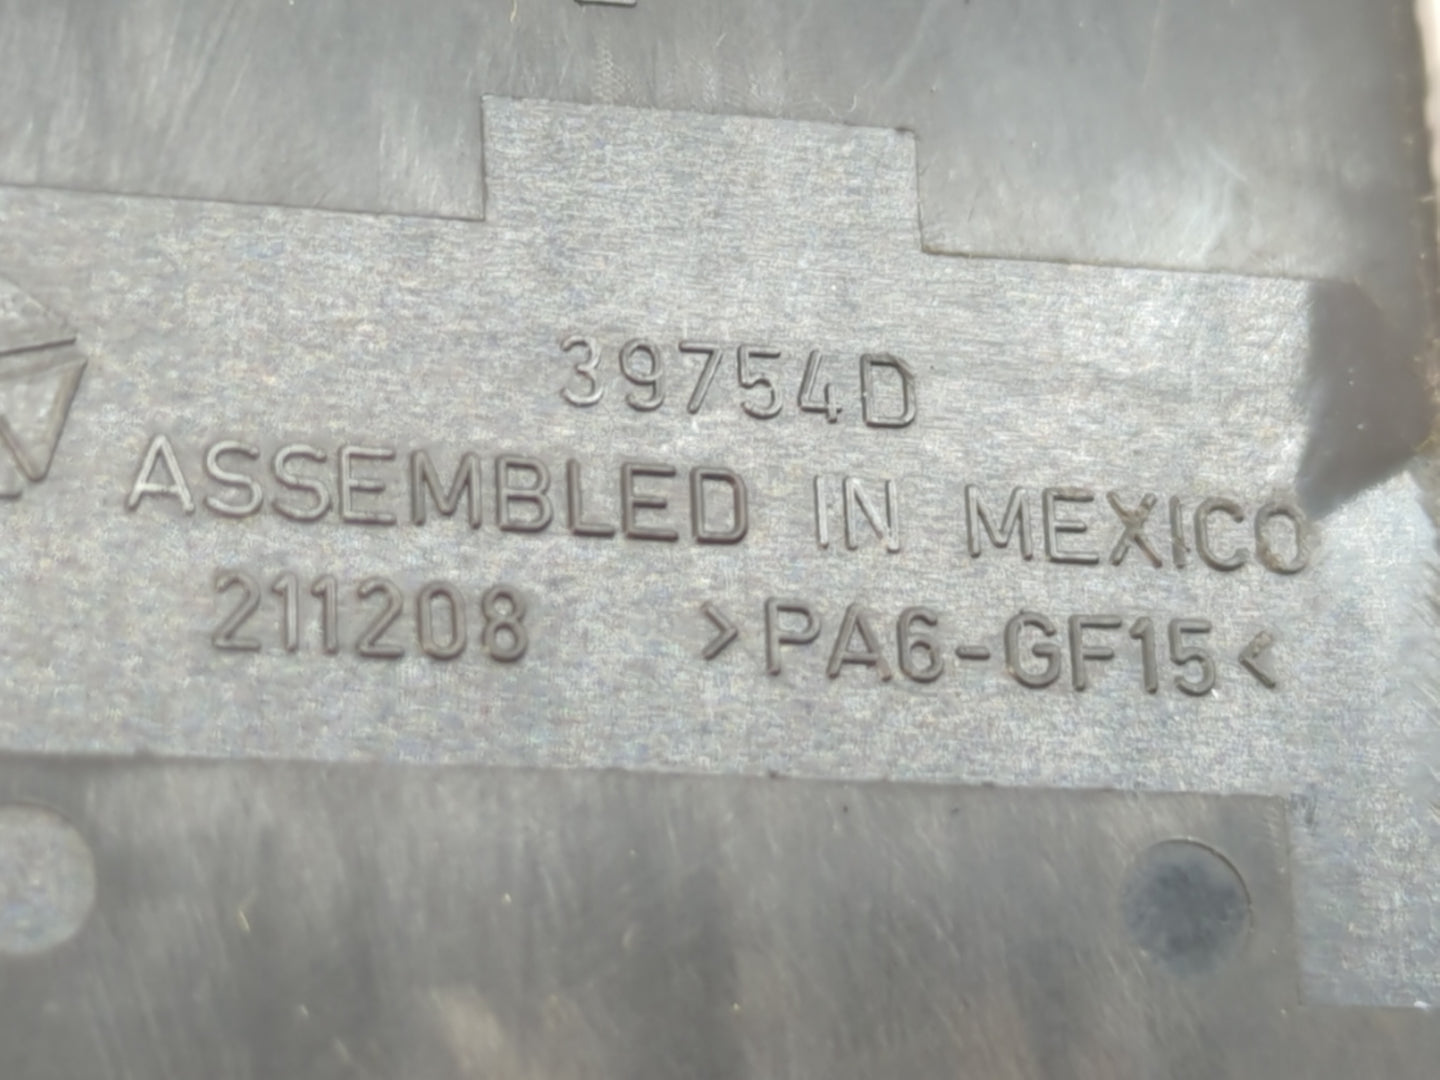 39754D
ASSEMBLED IN MEXICO
211208 >PA6-GF15<